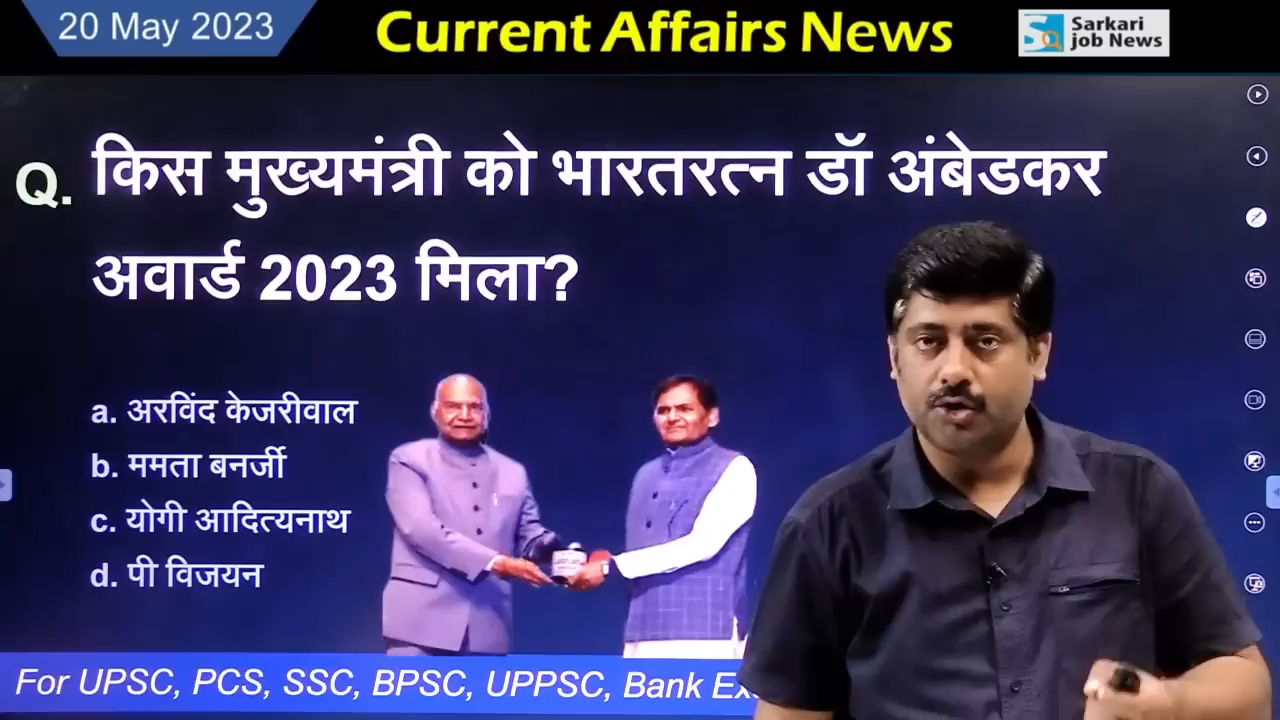 20 May 2023
Current Affairs News
Sarkari
job News
Q. किस मुख्यमंत्री को भारतरत्न डॉ अंबेडकर
अवार्ड 2023 मिला?
a. अरविंद केजरीवाल
b. ममता बनर्जी
c. योगी आदित्यनाथ
d. पी विजयन
For UPSC, PCS, SSC, BPSC, UPPSC, Bank